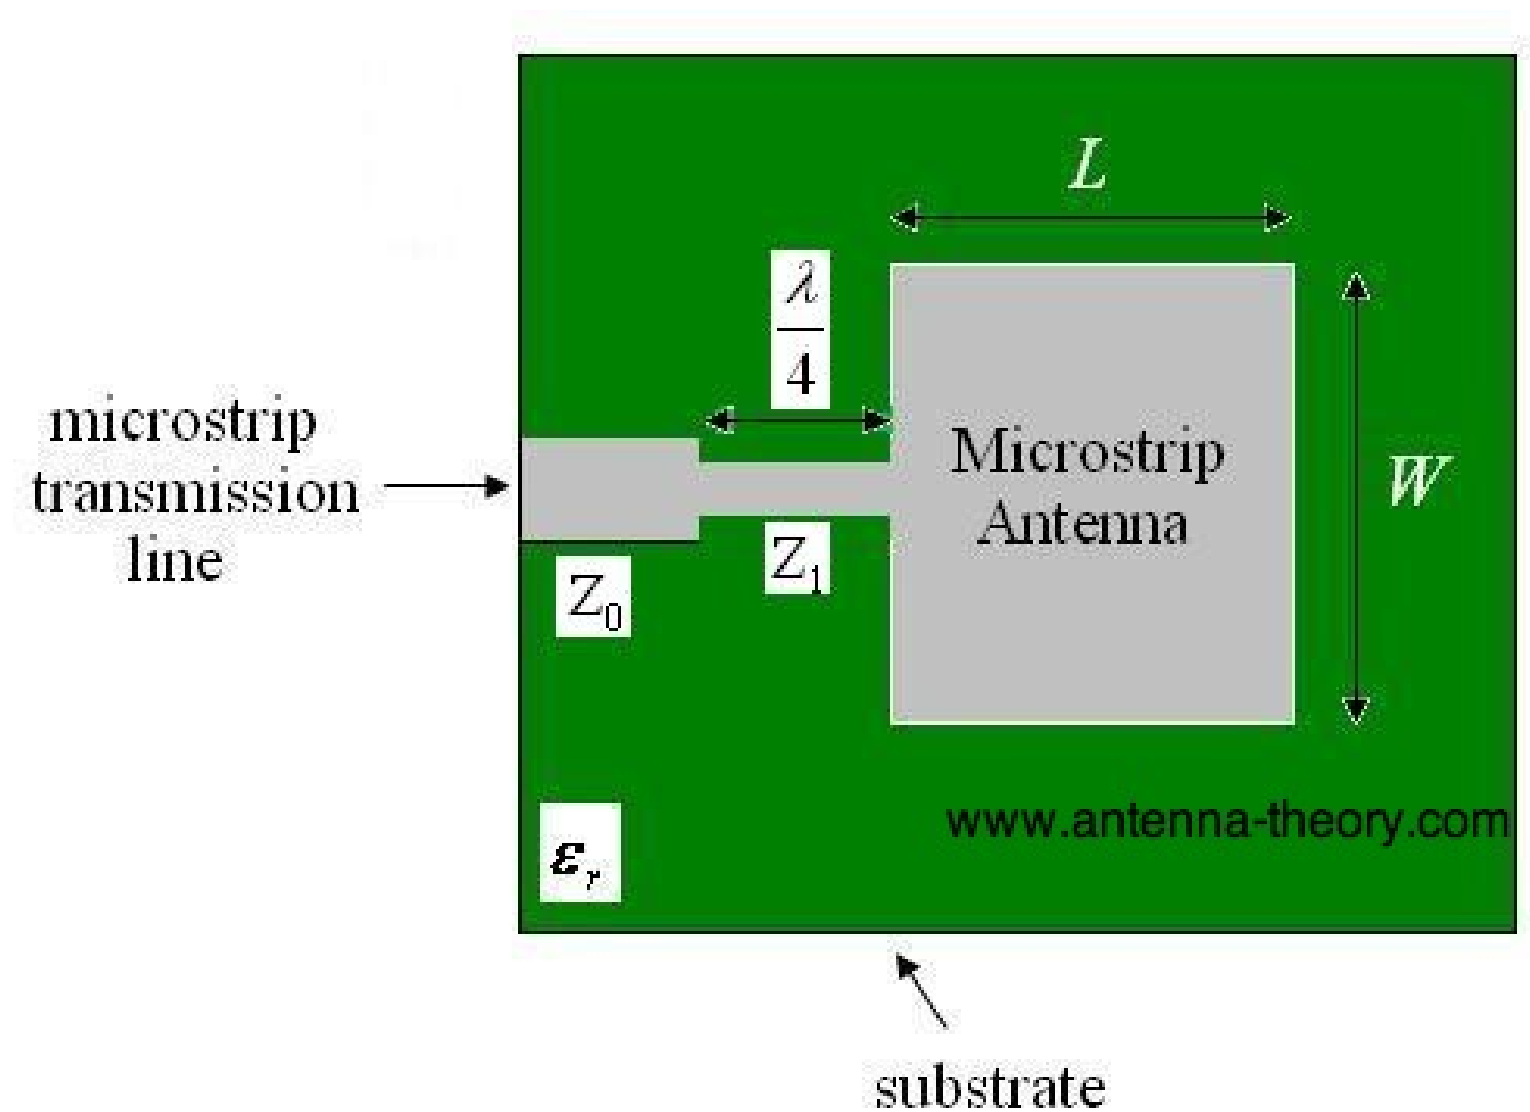 L
λ
4
microstrip
transmission
line
Microstrip
Antenna
W
Z₁
Z₀
www.antenna-theory.com
εᵣ
substrate